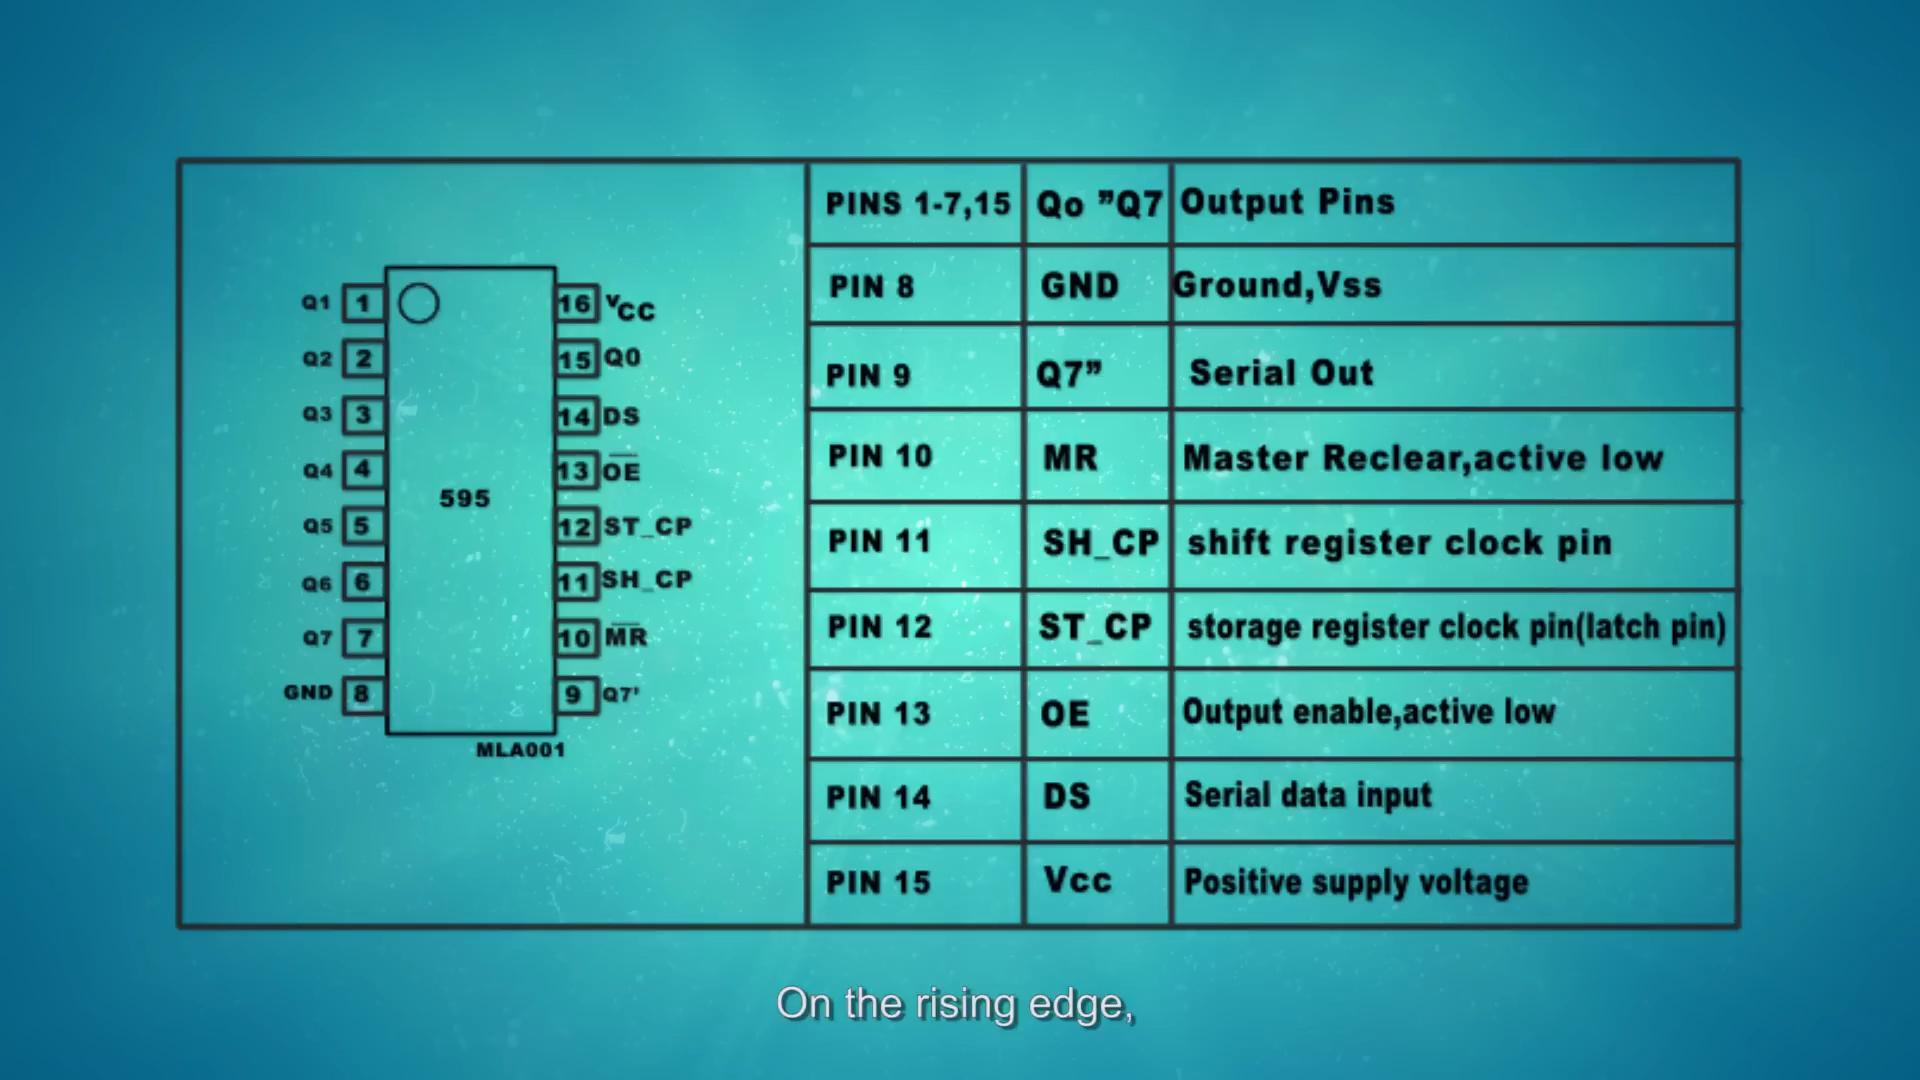 Q1 1 16 VCC
Q2 2 15 Q0
Q3 3 14 DS
Q4 4 13 OE
595
Q5 5 12 ST_CP
Q6 6 11 SH_CP
Q7 7 10 MR
GND 8 9 Q7'
MLA001
PINS 1-7,15 Qo ”Q7 Output Pins
PIN 8 GND Ground,Vss
PIN 9 Q7” Serial Out
PIN 10 MR Master Reclear,active low
PIN 11 SH_CP shift register clock pin
PIN 12 ST_CP storage register clock pin(latch pin)
PIN 13 OE Output enable,active low
PIN 14 DS Serial data input
PIN 15 Vcc Positive supply voltage
On the rising edge,